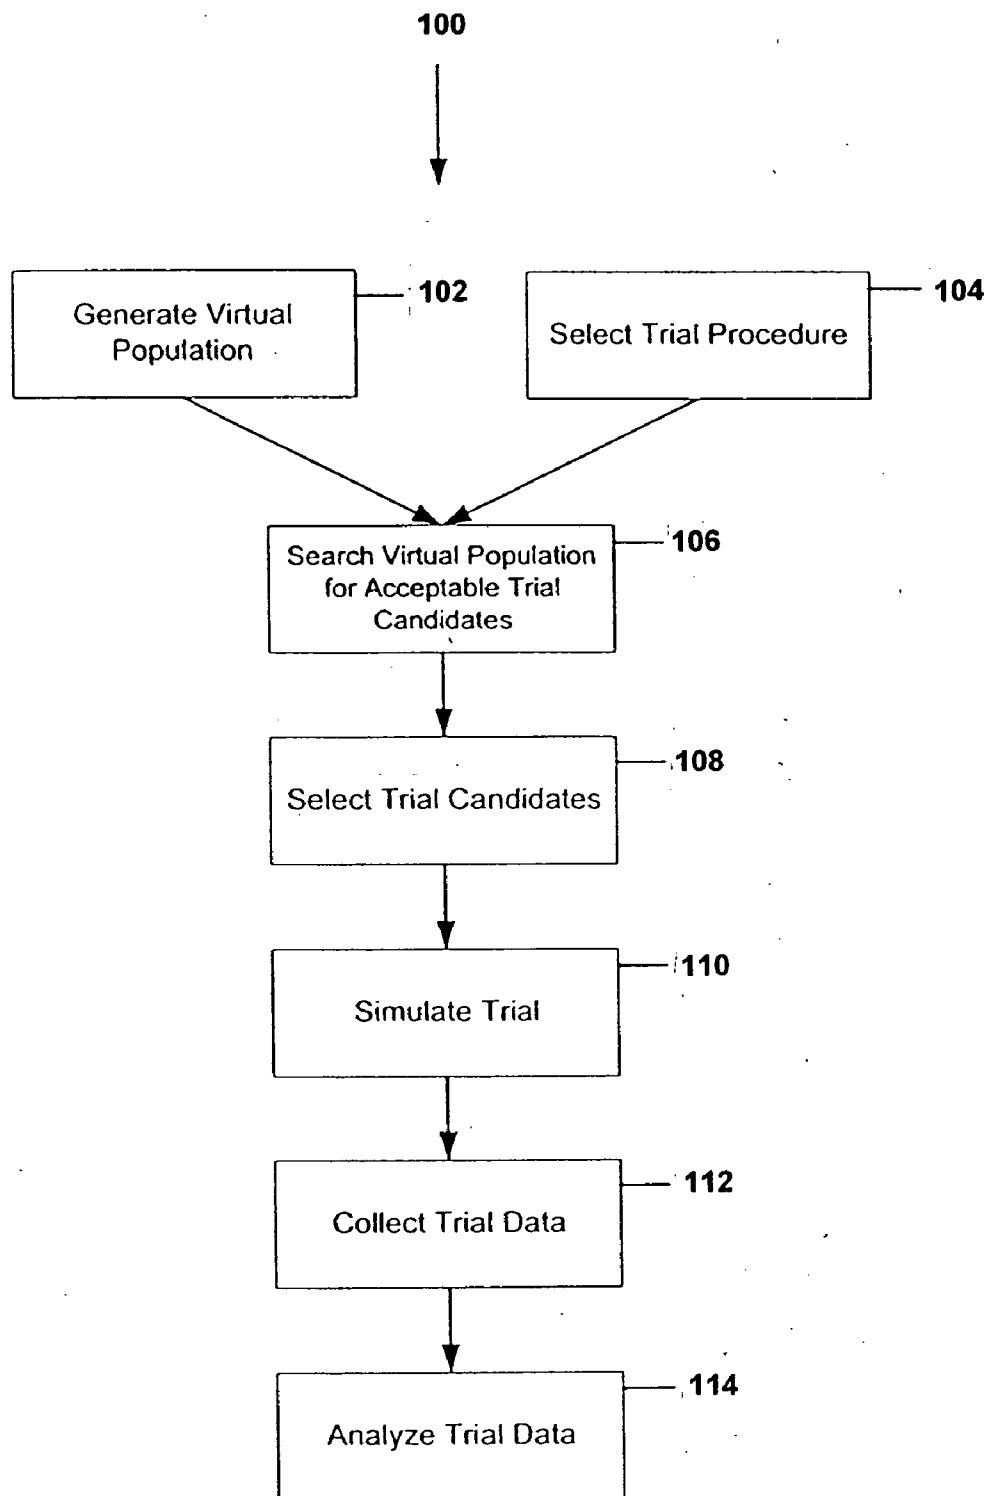 100
Generate Virtual
Population
102
Select Trial Procedure
104
Search Virtual Population
for Acceptable Trial
Candidates
106
Select Trial Candidates
108
Simulate Trial
110
Collect Trial Data
112
Analyze Trial Data
114